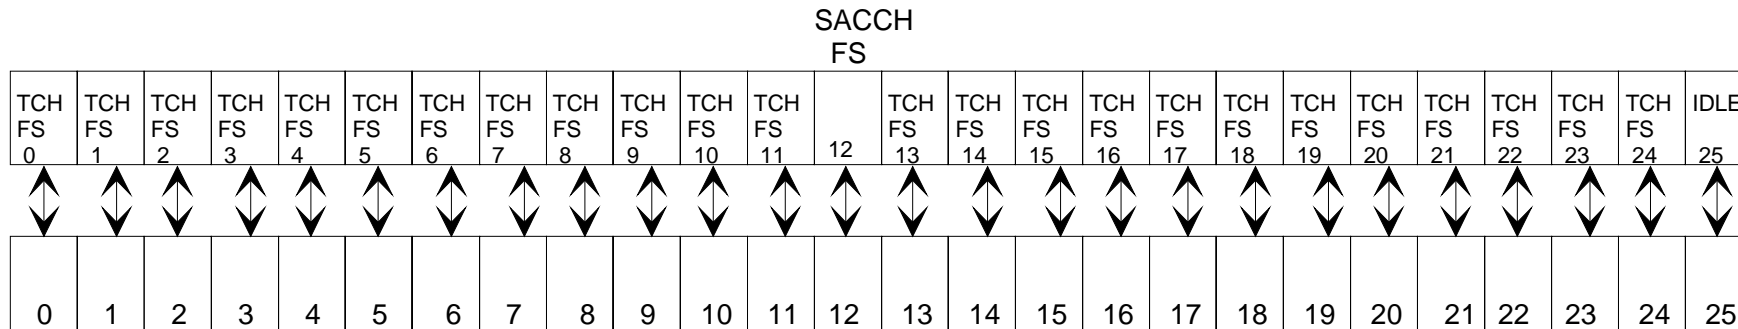 SACCH
FS
TCH TCH TCH TCH TCH TCH TCH TCH TCH TCH TCH TCH TCH TCH TCH TCH TCH TCH TCH TCH TCH TCH TCH TCH IDLE
FS FS FS FS FS FS FS FS FS FS FS FS FS FS FS FS FS FS FS FS FS FS FS FS
0 1 2 3 4 5 6 7 8 9 10 11 12 13 14 15 16 17 18 19 20 21 22 23 24 25
0 1 2 3 4 5 6 7 8 9 10 11 12 13 14 15 16 17 18 19 20 21 22 23 24 25